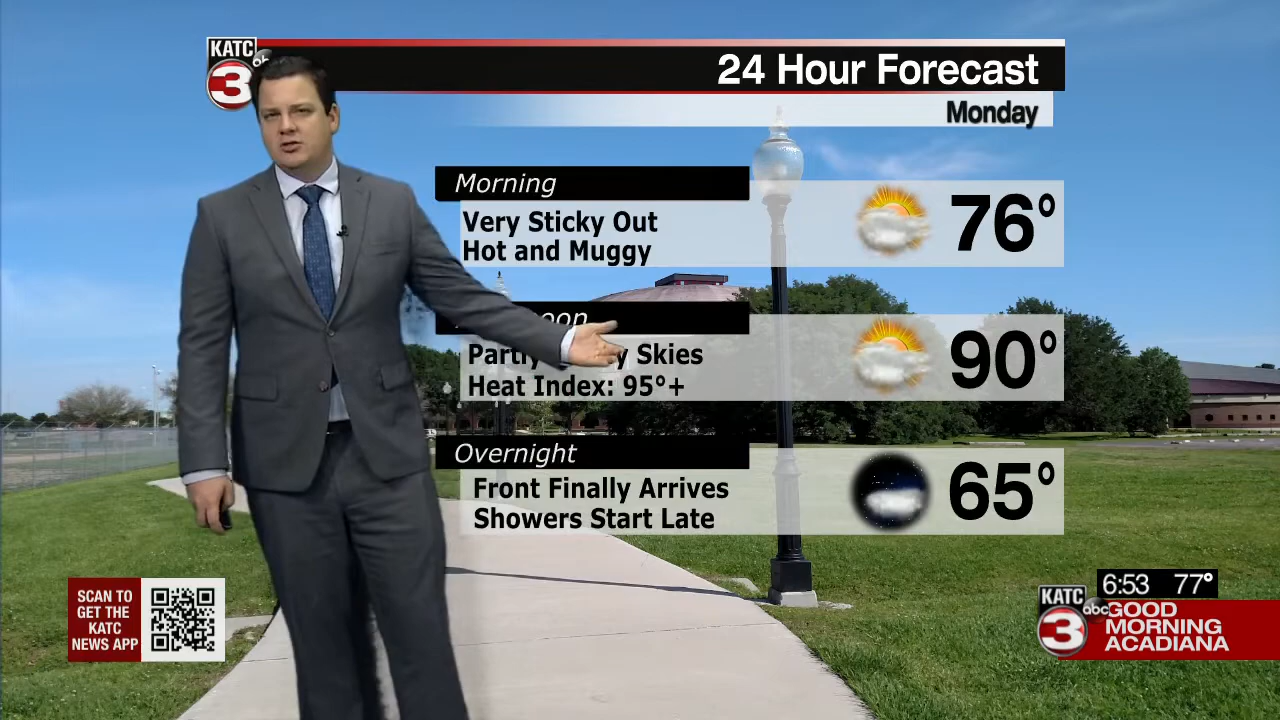 KATC
3
24 Hour Forecast
Monday
Morning
Very Sticky Out
Hot and Muggy
76°
Skies
Heat Index: 95°+
90°
Overnight
Front Finally Arrives
Showers Start Late
65°
SCAN TO
GET THE
KATC
NEWS APP
6:53 77°
KATC
3
abc
GOOD
MORNING
ACADIANA